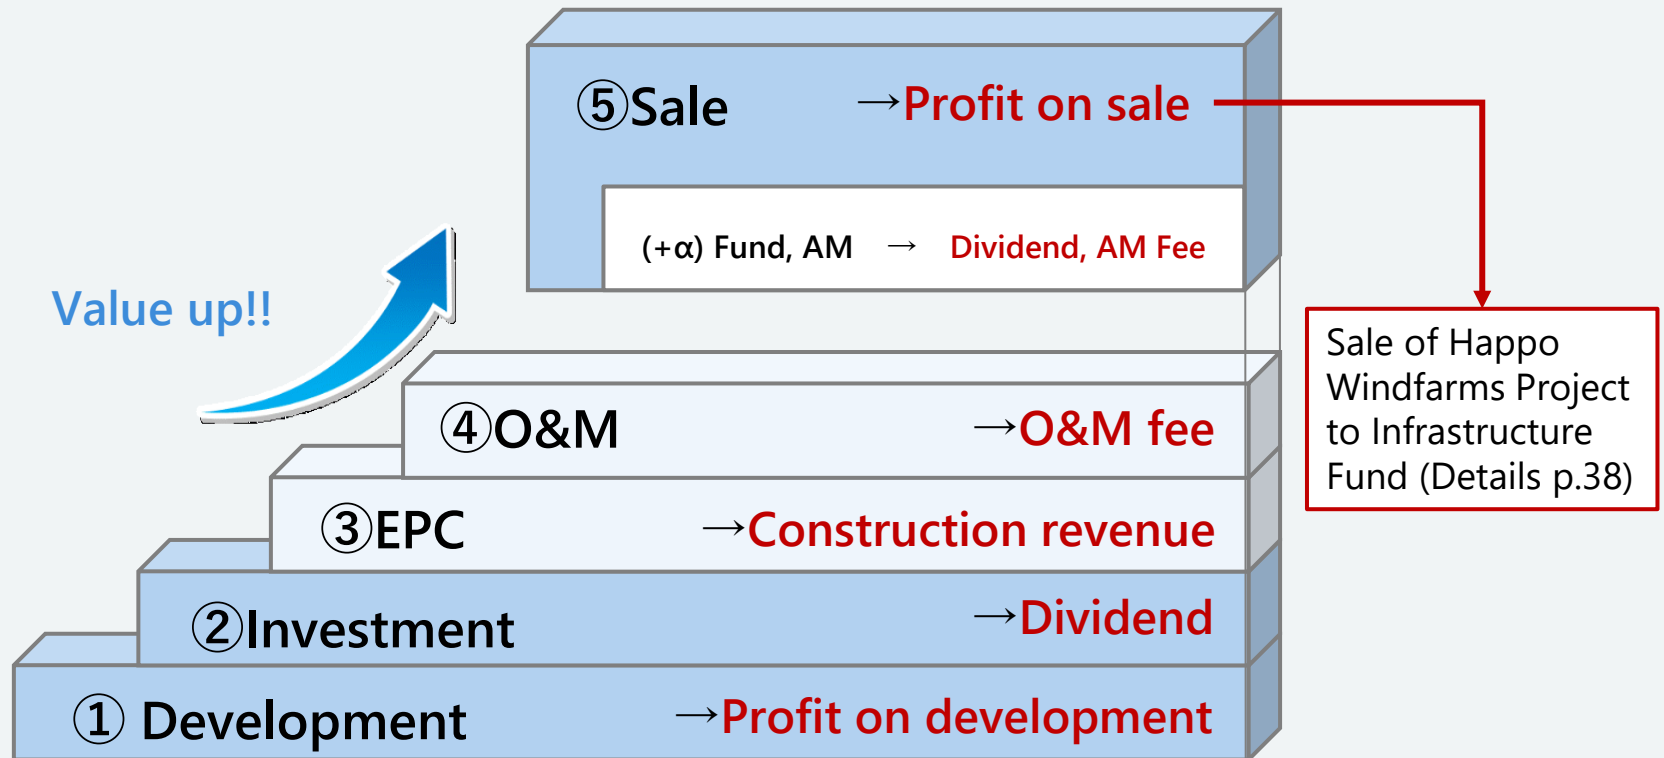 ⑤Sale →Profit on sale
(+α) Fund, AM → Dividend, AM Fee
Value up!!
Sale of Happo
Windfarms Project
to Infrastructure
Fund (Details p.38)
④O&M →O&M fee
③EPC →Construction revenue
②Investment →Dividend
① Development →Profit on development